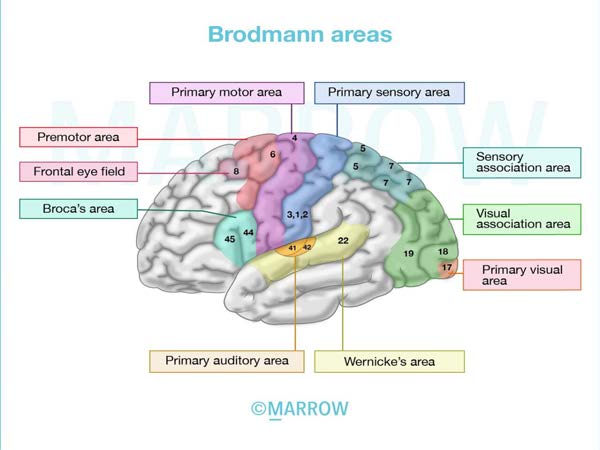 Brodmann areas
Primary motor area
Primary sensory area
Premotor area
Frontal eye field
Broca's area
Sensory
association area
Visual
association area
Primary visual
area
Primary auditory area
Wernicke's area
4
6
8
5
5
7
7
7
3,1,2
44
45
41
42
22
19
18
17
MARROW
©MARROW